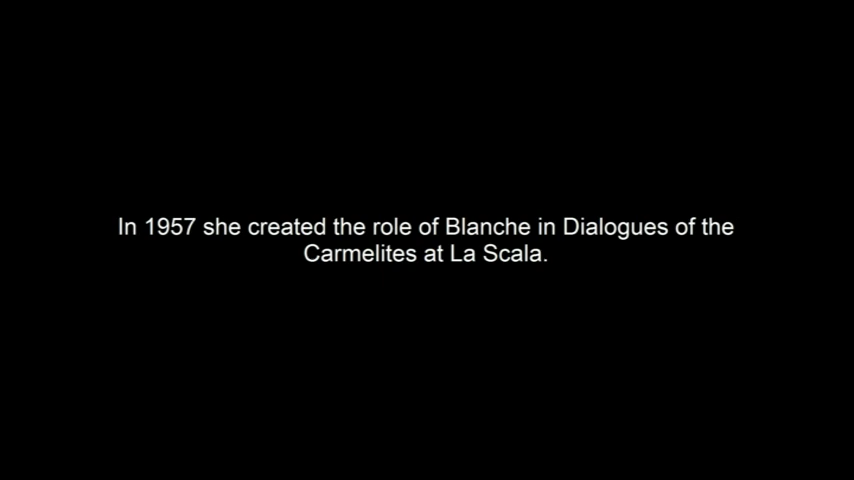 In 1957 she created the role of Blanche in Dialogues of the
Carmelites at La Scala.